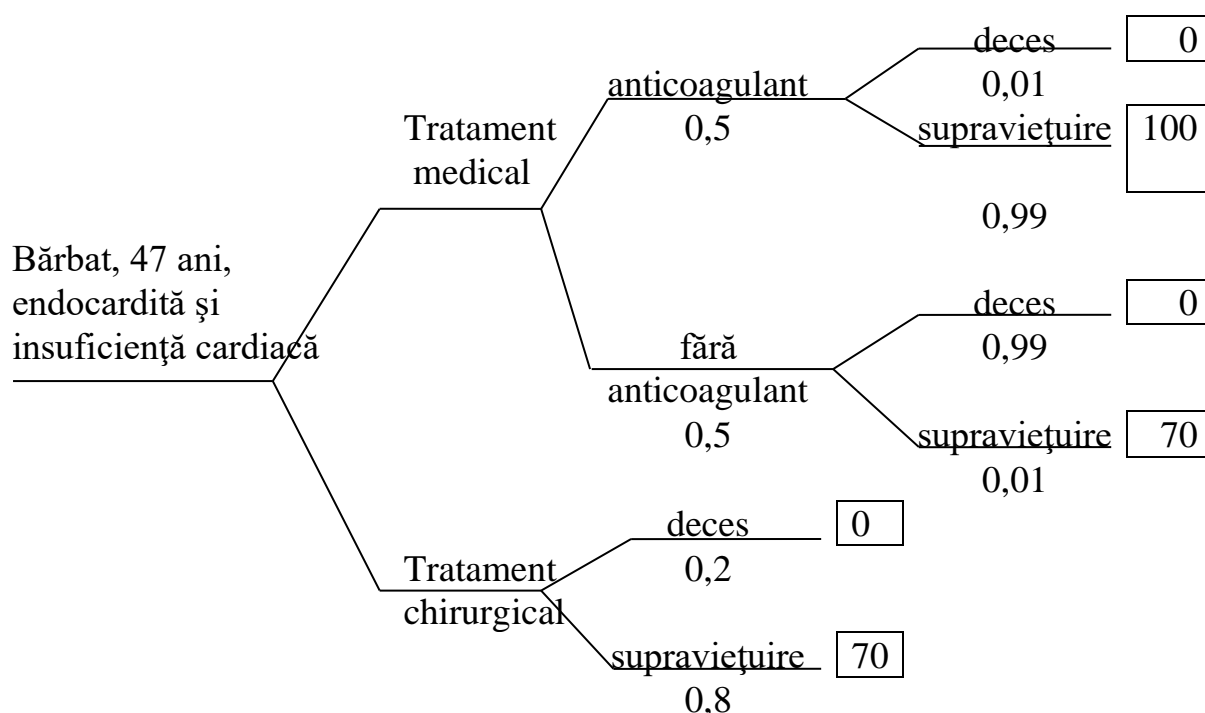 deces 0
0,01
anticoagulant
0,5
supravieţuire 100
0,99
Tratament
medical
Bărbat, 47 ani,
endocardită şi
insuficienţă cardiacă
deces 0
0,99
fără
anticoagulant
0,5
supravieţuire 70
0,01
deces 0
0,2
Tratament
chirurgical
supravieţuire 70
0,8